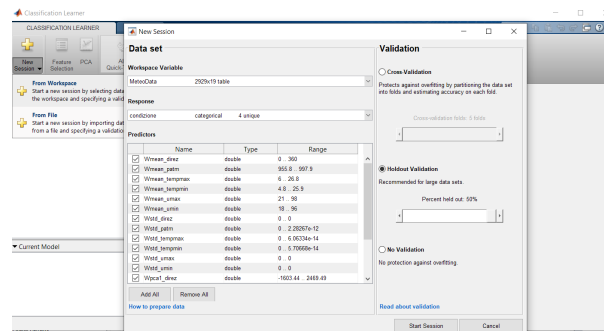 Classification Learner
CLASSIFICATION LEARNER
New Session
Feature Selection
PCA
Quick-
From Workspace
Start a new session by selecting data
the workspace and specifying a valid
From File
Start a new session by importing dat
from a file and specifying a validatio
Current Model
New Session
Data set
Workspace Variable
MeteoData 2929x19 table
Response
condizione categorical 4 unique
Predictors
Name Type Range
Wmean_direz double 0 .. 360
Wmean_patm double 955.8 .. 997.9
Wmean_tempmax double 6 .. 26.8
Wmean_tempmin double 4.8 .. 25.9
Wmean_umax double 21 .. 98
Wmean_umin double 18 .. 96
Wstd_direz double 0 .. 0
Wstd_patm double 0 .. 2.28267e-12
Wstd_tempmax double 0 .. 6.06334e-14
Wstd_tempmin double 0 .. 5.70668e-14
Wstd_umax double 0 .. 0
Wstd_umin double 0 .. 0
Wpca1_direz double -1603.44 .. 2469.49
Add All Remove All
How to prepare data
Validation
Cross-Validation
Protects against overfitting by partitioning the data set
into folds and estimating accuracy on each fold.
Cross-validation folds: 5 folds
Holdout Validation
Recommended for large data sets.
Percent held out: 50%
No Validation
No protection against overfitting.
Read about validation
Start Session Cancel